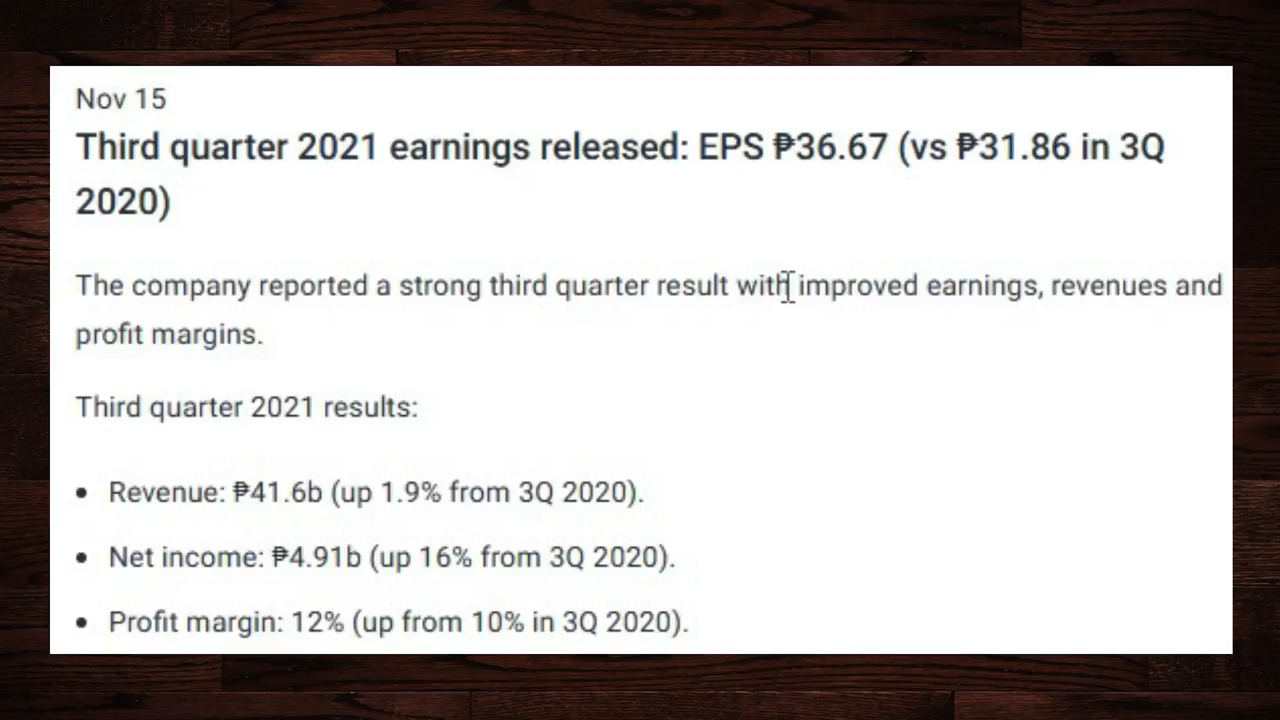 Nov 15
Third quarter 2021 earnings released: EPS ₱36.67 (vs ₱31.86 in 3Q
2020)
The company reported a strong third quarter result with improved earnings, revenues and
profit margins.
Third quarter 2021 results:
• Revenue: ₱41.6b (up 1.9% from 3Q 2020).
• Net income: ₱4.91b (up 16% from 3Q 2020).
• Profit margin: 12% (up from 10% in 3Q 2020).